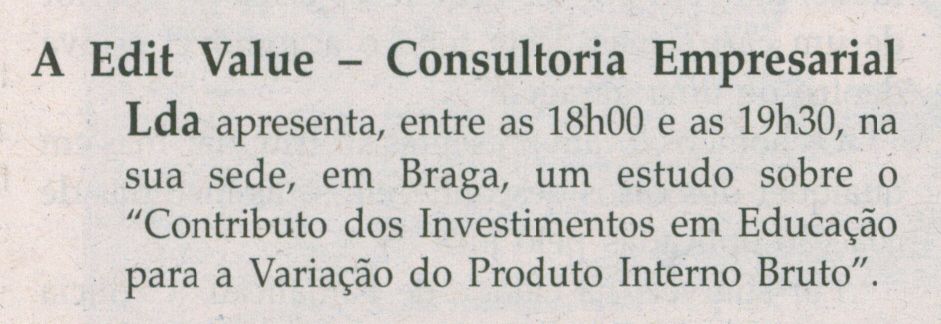 A Edit Value – Consultoria Empresarial
Lda apresenta, entre as 18h00 e as 19h30, na
sua sede, em Braga, um estudo sobre o
“Contributo dos Investimentos em Educação
para a Variação do Produto Interno Bruto”.